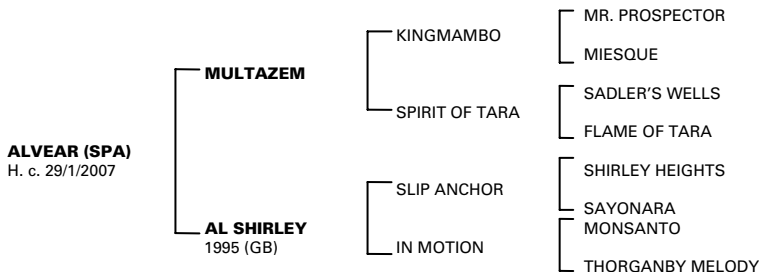 MR. PROSPECTOR
KINGMAMBO
MIESQUE
MULTAZEM
SADLER'S WELLS
SPIRIT OF TARA
FLAME OF TARA
ALVEAR (SPA)
H. c. 29/1/2007
SHIRLEY HEIGHTS
SLIP ANCHOR
SAYONARA
AL SHIRLEY
1995 (GB)
MONSANTO
IN MOTION
THORGANBY MELODY